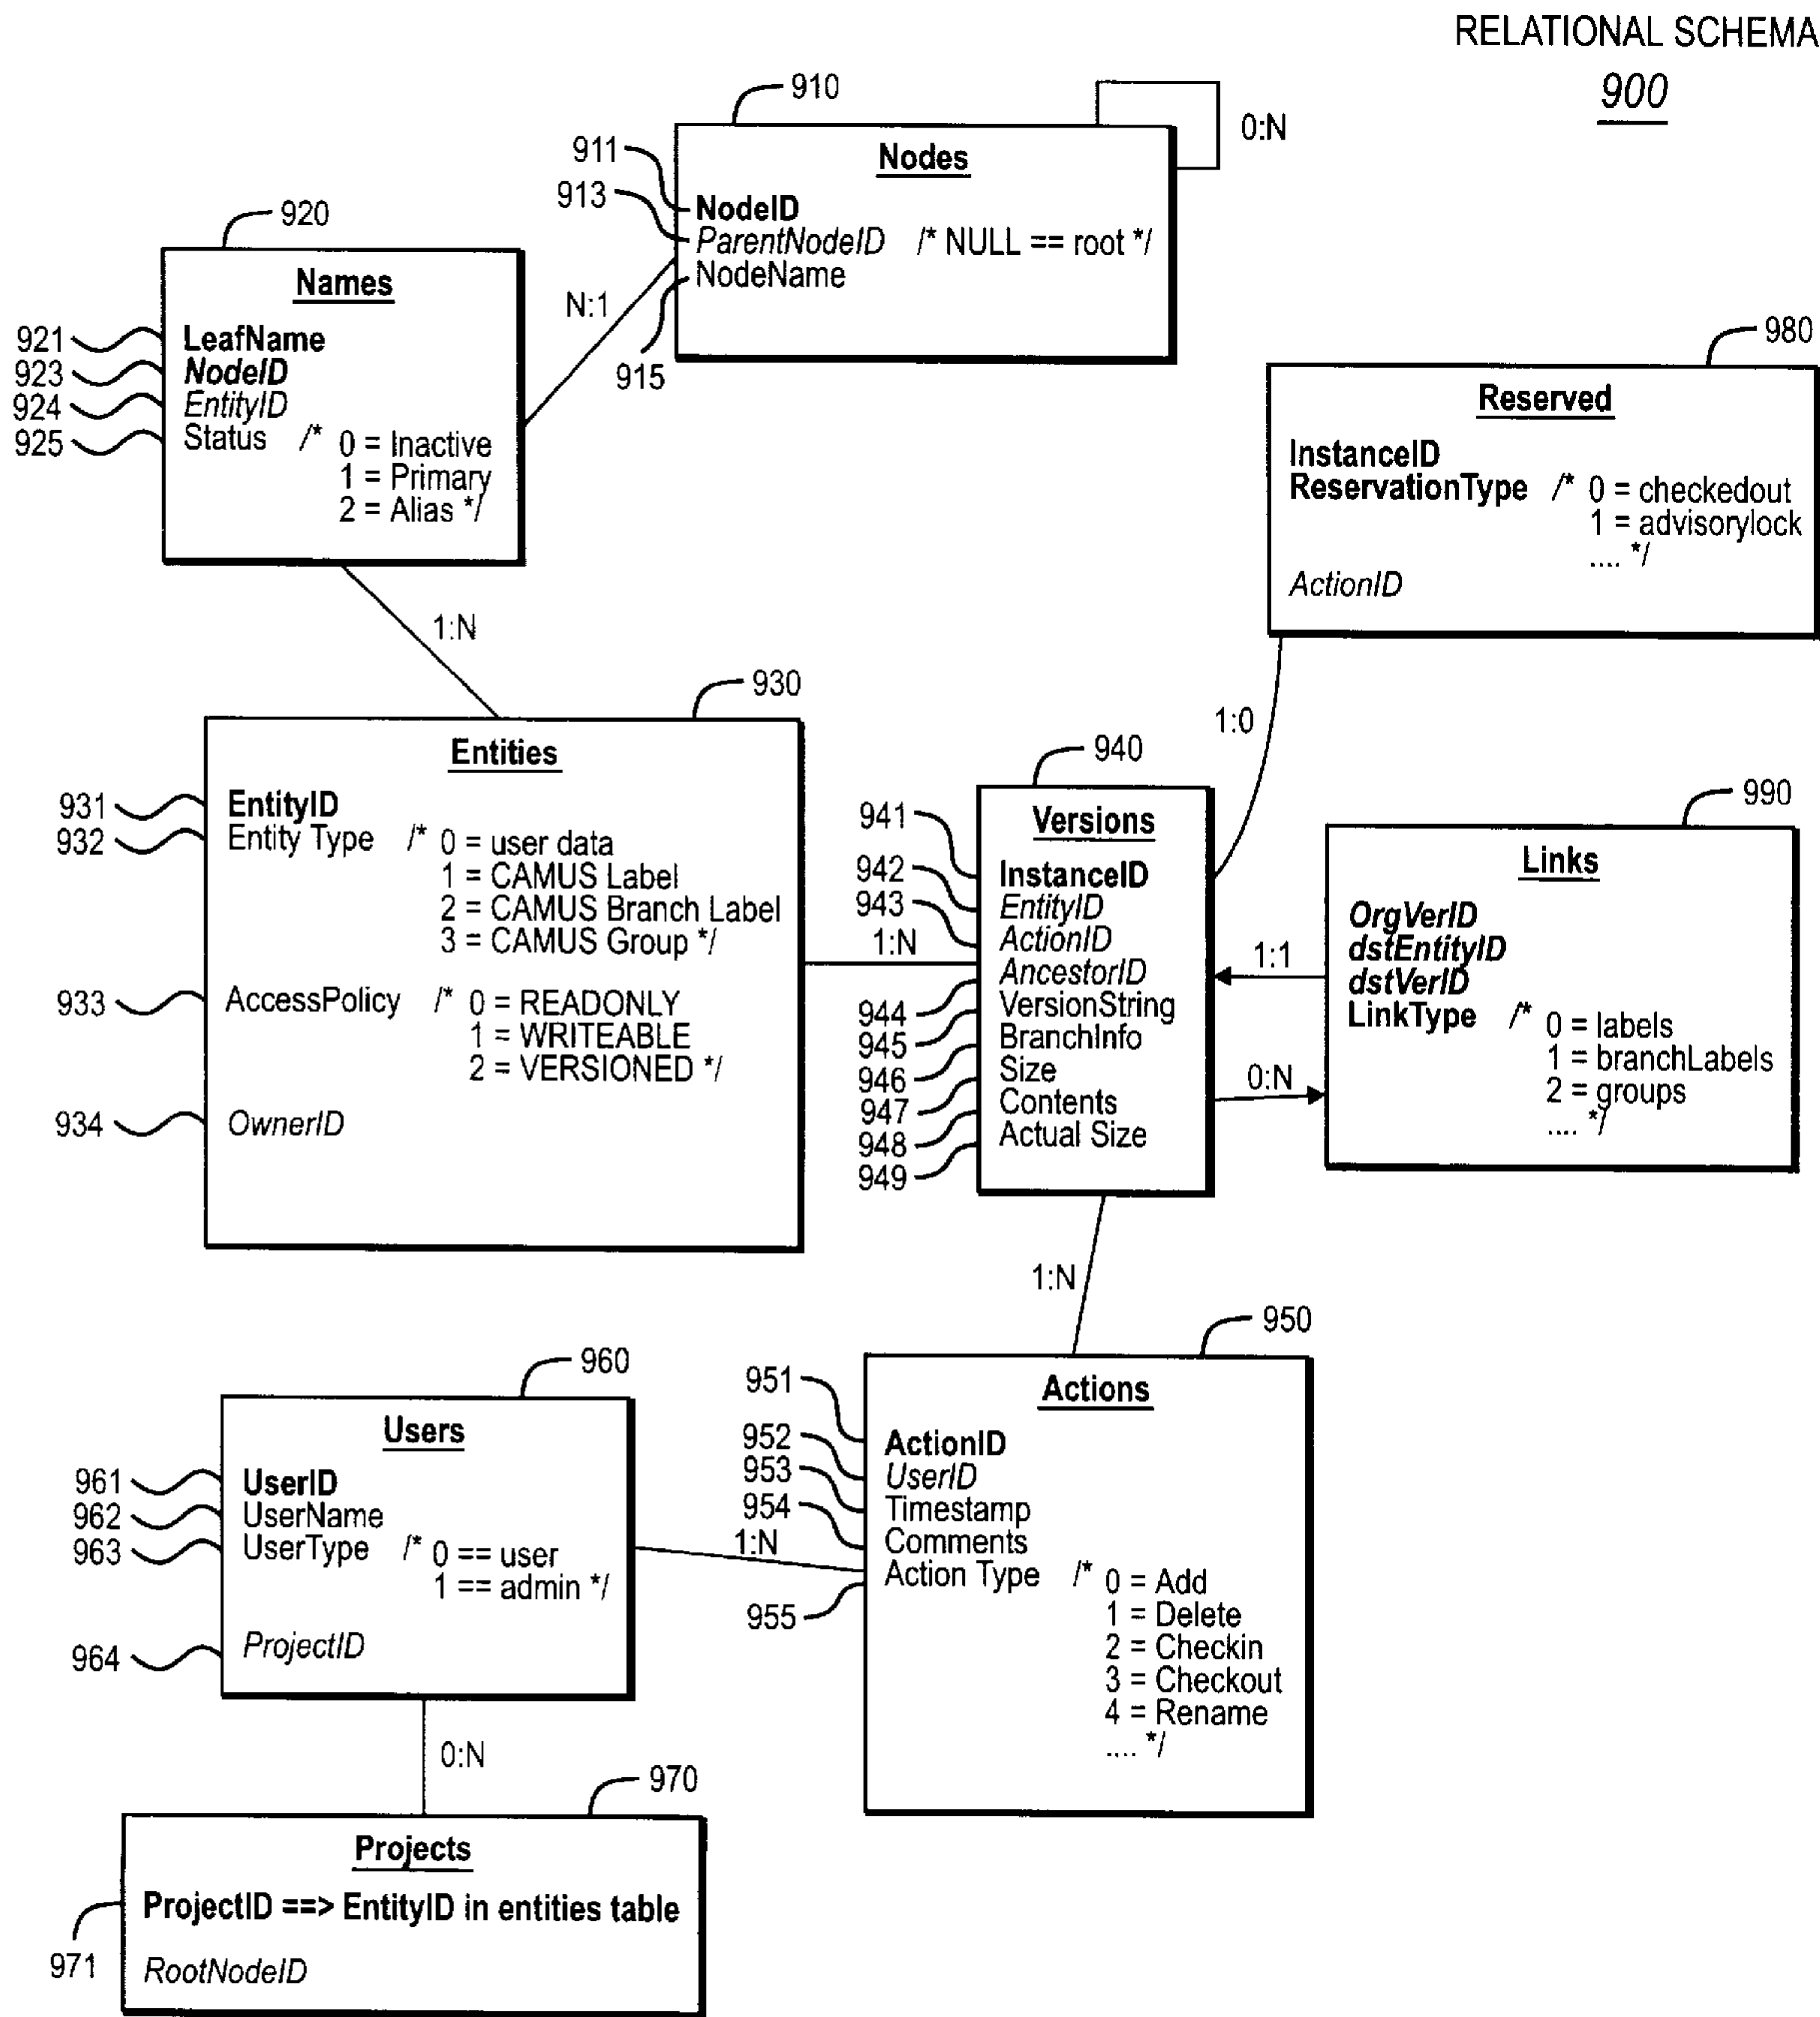 RELATIONAL SCHEMA
900
910
Nodes
0:N
911
913
NodeID
ParentNodeID /* NULL == root */
NodeName
915
N:1
920
Names
921
923
924
925
LeafName
NodeID
EntityID
Status /* 0 = Inactive
1 = Primary
2 = Alias */
980
Reserved
InstanceID
ReservationType /* 0 = checkedout
1 = advisorylock
.... */
ActionID
1:N
1:0
930
Entities
931
932
EntityID
Entity Type /* 0 = user data
1 = CAMUS Label
2 = CAMUS Branch Label
3 = CAMUS Group */
933
AccessPolicy /* 0 = READONLY
1 = WRITEABLE
2 = VERSIONED */
934
OwnerID
1:N
940
Versions
941
942
943
944
945
946
947
948
949
InstanceID
EntityID
ActionID
AncestorID
VersionString
BranchInfo
Size
Contents
Actual Size
1:1
0:N
990
Links
OrgVerID
dstEntityID
dstVerID
LinkType /* 0 = labels
1 = branchLabels
2 = groups
.... */
1:N
950
Actions
951
952
953
954
955
ActionID
UserID
Timestamp
Comments
Action Type /* 0 = Add
1 = Delete
2 = Checkin
3 = Checkout
4 = Rename
.... */
960
Users
961
962
963
964
UserID
UserName
UserType /* 0 == user
1 == admin */
ProjectID
1:N
0:N
970
Projects
ProjectID ==> EntityID in entities table
971
RootNodeID